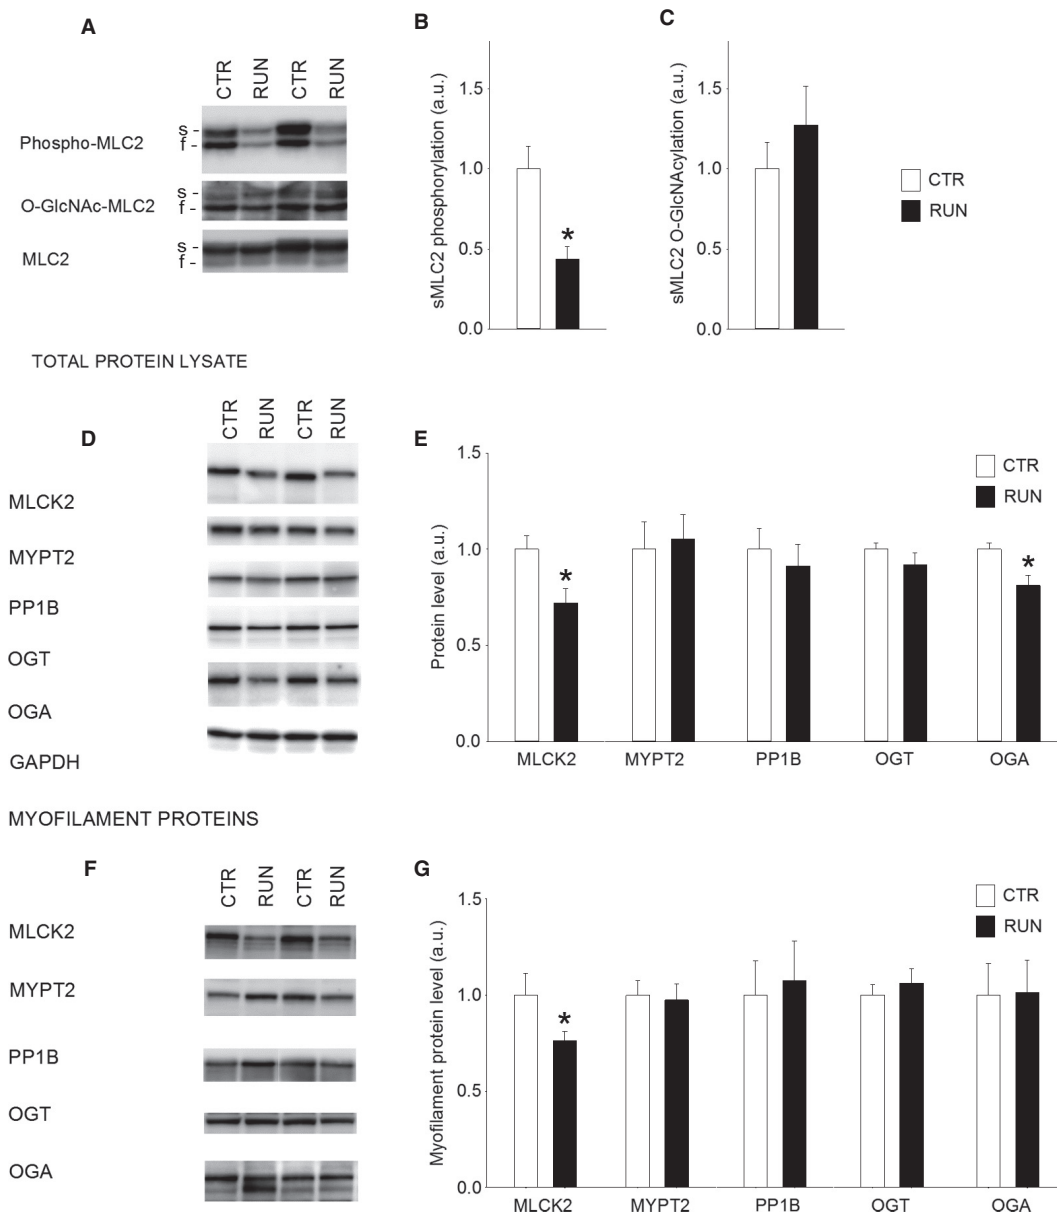 A
CTR RUN CTR RUN
Phospho-MLC2
s -
f -
O-GlcNAc-MLC2
s -
f -
MLC2
s -
f -
B
sMLC2 phosphorylation (a.u.)
1.5
1.0
0.5
0.0
*
C
sMLC2 O-GlcNAcylation (a.u.)
1.5
1.0
0.5
0.0
CTR
RUN
TOTAL PROTEIN LYSATE
D
CTR RUN CTR RUN
MLCK2
MYPT2
PP1B
OGT
OGA
GAPDH
E
Protein level (a.u.)
1.5
1.0
0.5
0.0
CTR
RUN
* *
MLCK2 MYPT2 PP1B OGT OGA
MYOFILAMENT PROTEINS
F
CTR RUN CTR RUN
MLCK2
MYPT2
PP1B
OGT
OGA
G
Myofilament protein level (a.u.)
1.5
1.0
0.5
0.0
CTR
RUN
*
MLCK2 MYPT2 PP1B OGT OGA